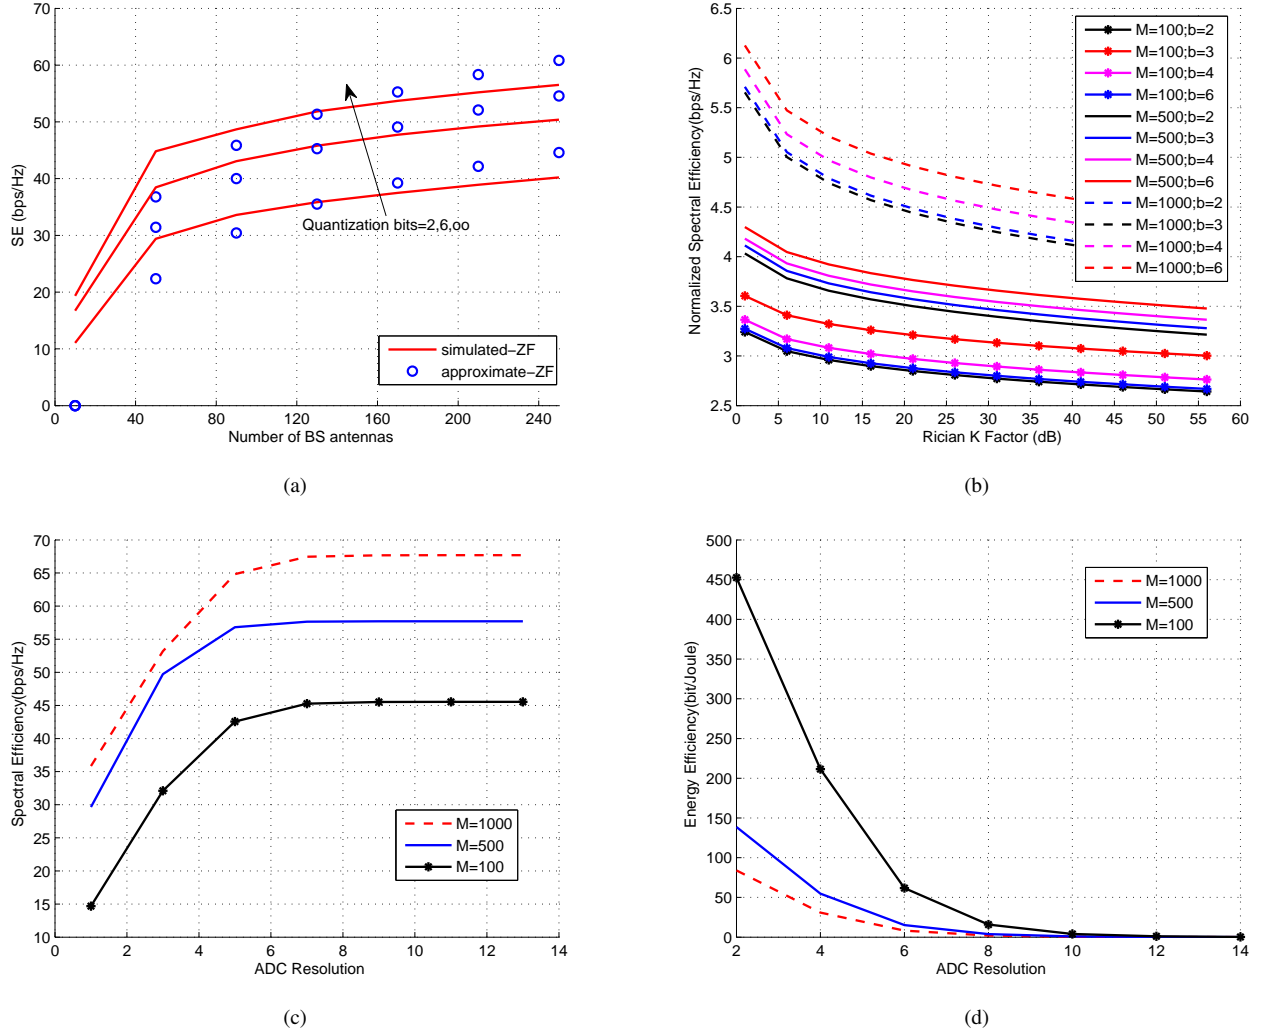 70
60
50
40
30
20
10
0
SE (bps/Hz)
0 40 80 120 160 200 240
Number of BS antennas
Quantization bits=2,6,oo
simulated-ZF
approximate-ZF
(a)
6.5
6
5.5
5
4.5
4
3.5
3
2.5
Normalized Spectral Efficiency(bps/Hz)
0 5 10 15 20 25 30 35 40 45 50 55 60
Rician K Factor (dB)
M=100;b=2
M=100;b=3
M=100;b=4
M=100;b=6
M=500;b=2
M=500;b=3
M=500;b=4
M=500;b=6
M=1000;b=2
M=1000;b=3
M=1000;b=4
M=1000;b=6
(b)
70
65
60
55
50
45
40
35
30
25
20
15
10
Spectral Efficiency(bps/Hz)
0 2 4 6 8 10 12 14
ADC Resolution
M=1000
M=500
M=100
(c)
500
450
400
350
300
250
200
150
100
50
0
Energy Efficiency(bit/Joule)
2 4 6 8 10 12 14
ADC Resolution
M=1000
M=500
M=100
(d)